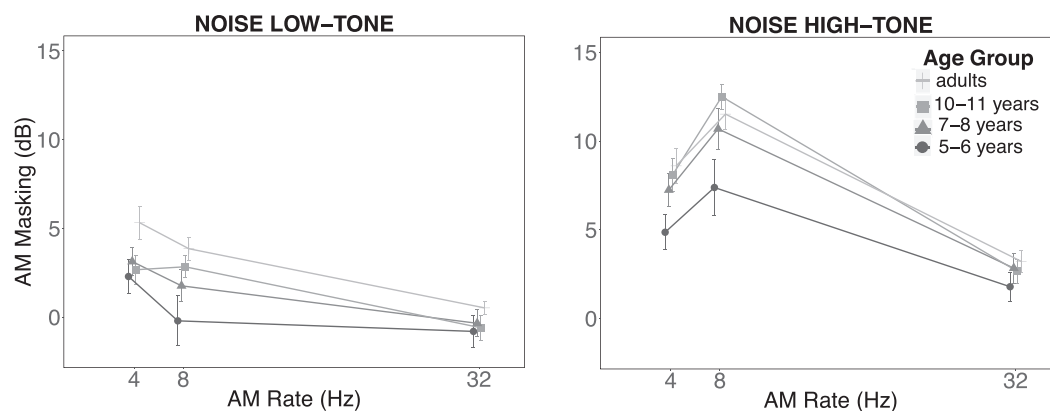 NOISE LOW–TONE
15
10
5
0
AM Masking (dB)
4
8
32
AM Rate (Hz)
NOISE HIGH–TONE
15
10
5
0
4
8
32
AM Rate (Hz)
Age Group
adults
10–11 years
7–8 years
5–6 years